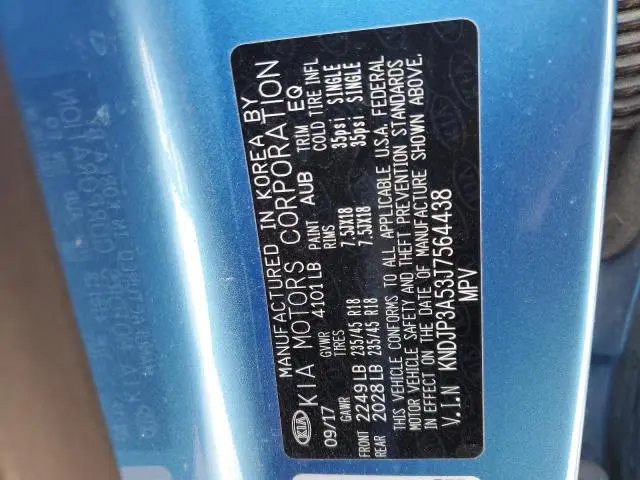 MANUFACTURED IN KOREA BY
KIA KIA MOTORS CORPORATION
09/17 GVWR 4101LB PAINT AUB TRIM EQ
GAWR TIRES RIMS COLD TIRE INFL
FRONT 2249LB 235/45 R18 7.5JX18 35psi SINGLE
REAR 2028LB 235/45 R18 7.5JX18 35psi SINGLE
THIS VEHICLE CONFORMS TO ALL APPLICABLE U.S.A. FEDERAL
MOTOR VEHICLE SAFETY AND THEFT PREVENTION STANDARDS
IN EFFECT ON THE DATE OF MANUFACTURE SHOWN ABOVE.
V.I.N KNDJP3A53J7564438
MPV